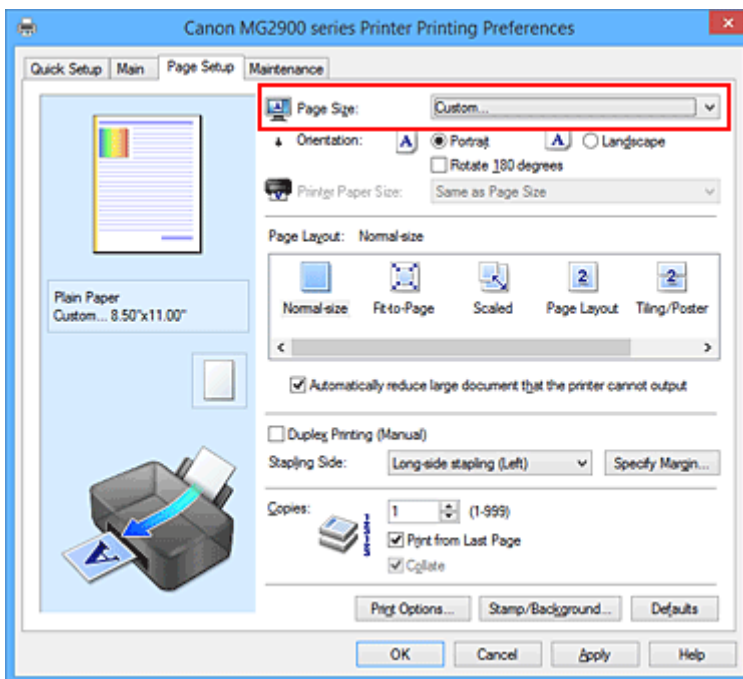 Canon MG2900 series Printer Printing Preferences
Quick Setup Main Page Setup Maintenance
Page Size: Custom...
Orientation: A Portrait A Landscape
Rotate 180 degrees
Printer Paper Size: Same as Page Size
Page Layout: Normal-size
Normal-size Fit-to-Page Scaled Page Layout Tiling/Poster
Plain Paper
Custom... 8.50"x11.00"
Automatically reduce large document that the printer cannot output
Duplex Printing (Manual)
Stapling Side: Long-side stapling (Left) Specify Margin...
Copies: 1 (1-999)
Print from Last Page
Collate
Print Options... Stamp/Background... Defaults
OK Cancel Apply Help